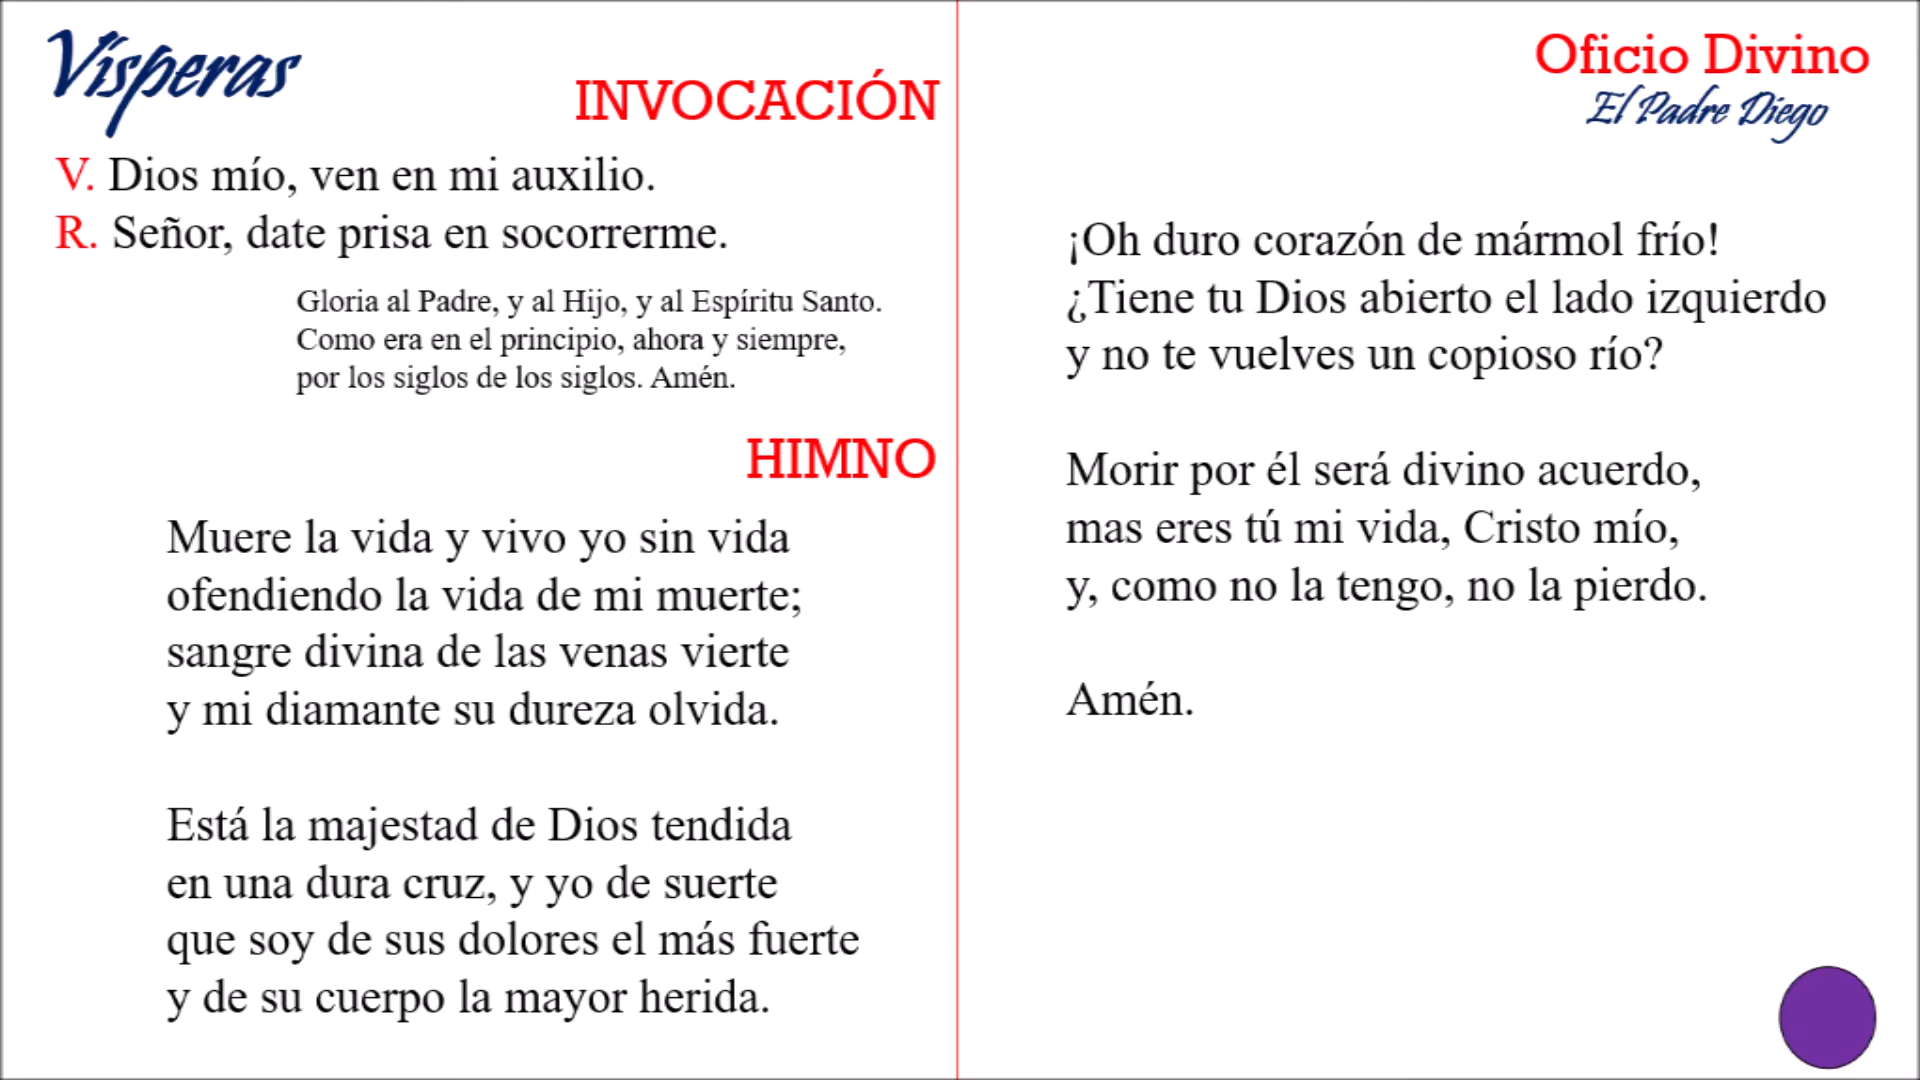 Vísperas
INVOCACIÓN
V. Dios mío, ven en mi auxilio.
R. Señor, date prisa en socorrerme.
Gloria al Padre, y al Hijo, y al Espíritu Santo.
Como era en el principio, ahora y siempre,
por los siglos de los siglos. Amén.
HIMNO
Muere la vida y vivo yo sin vida
ofendiendo la vida de mi muerte;
sangre divina de las venas vierte
y mi diamante su dureza olvida.
Está la majestad de Dios tendida
en una dura cruz, y yo de suerte
que soy de sus dolores el más fuerte
y de su cuerpo la mayor herida.
Oficio Divino
El Padre Diego
¡Oh duro corazón de mármol frío!
¿Tiene tu Dios abierto el lado izquierdo
y no te vuelves un copioso río?
Morir por él será divino acuerdo,
mas eres tú mi vida, Cristo mío,
y, como no la tengo, no la pierdo.
Amén.